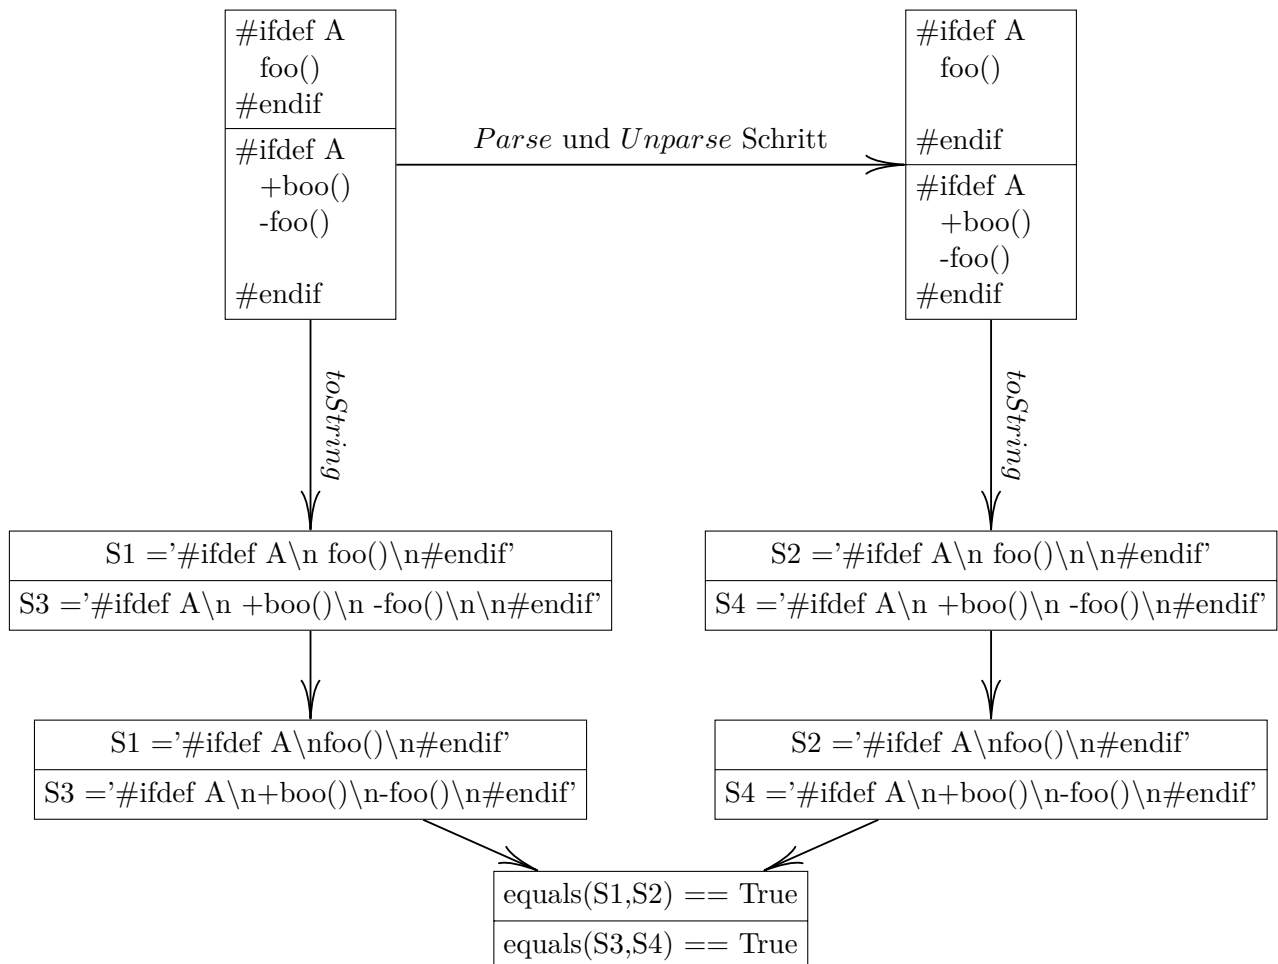 #ifdef A
foo()
#endif
#ifdef A
+boo()
-foo()
#endif
Parse und Unparse Schritt
#ifdef A
foo()
#endif
#ifdef A
+boo()
-foo()
#endif
toString
toString
S1 ='#ifdef A\n foo()\n#endif'
S3 ='#ifdef A\n +boo()\n -foo()\n\n#endif'
S2 ='#ifdef A\n foo()\n\n#endif'
S4 ='#ifdef A\n +boo()\n -foo()\n#endif'
S1 ='#ifdef A\nfoo()\n#endif'
S3 ='#ifdef A\n+boo()\n-foo()\n#endif'
S2 ='#ifdef A\nfoo()\n#endif'
S4 ='#ifdef A\n+boo()\n-foo()\n#endif'
equals(S1,S2) == True
equals(S3,S4) == True